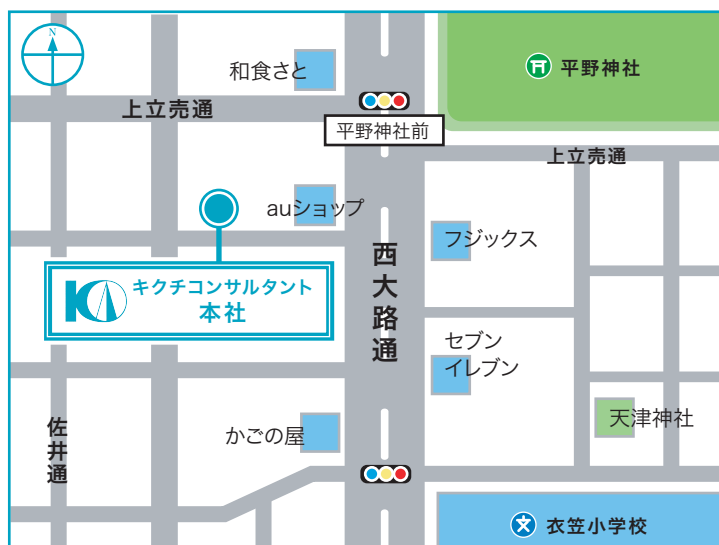 N
和食さと
平野神社
上立売通
平野神社前
上立売通
auショップ
フジックス
西大路通
キクチコンサルタント
本社
セブン
イレブン
佐井通
かごの屋
天津神社
文
衣笠小学校